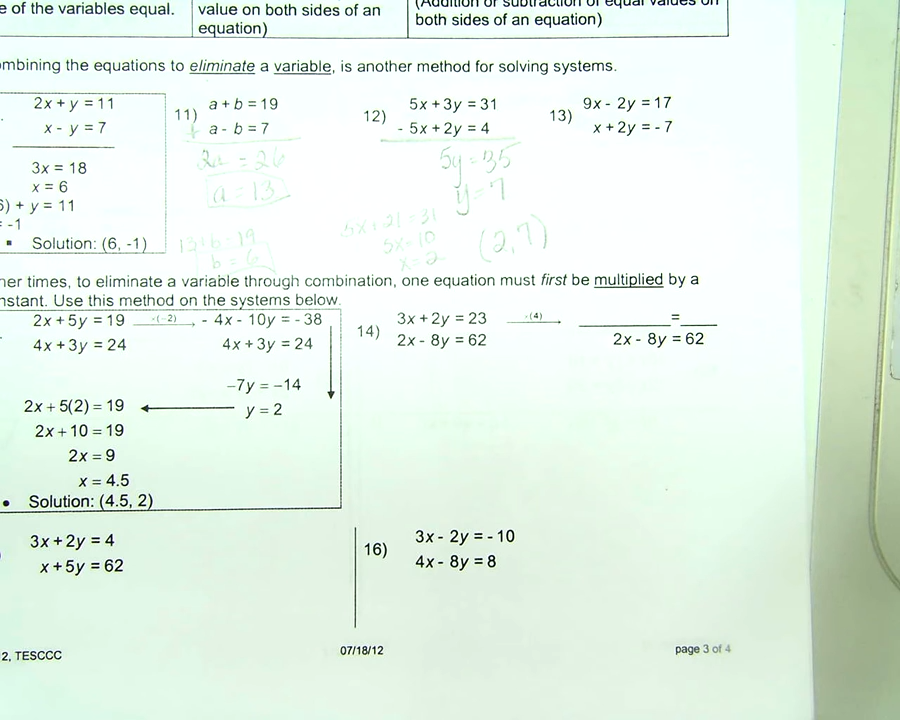 e of the variables equal.
value on both sides of an
equation)
(Addition or subtraction of equal values on
both sides of an equation)
ombining the equations to eliminate a variable, is another method for solving systems.
2x + y = 11
x - y = 7
3x = 18
x = 6
6) + y = 11
= -1
▪ Solution: (6, -1)
11) a + b = 19
+ a - b = 7
2a = 26
a = 13
13+b=19
b = 6
12) 5x + 3y = 31
- 5x + 2y = 4
5y = 35
y = 7
5x+21=31
5x=10
x=2
(2,7)
13) 9x - 2y = 17
x + 2y = - 7
her times, to eliminate a variable through combination, one equation must first be multiplied by a
nstant. Use this method on the systems below.
2x + 5y = 19 ·(-2) - 4x - 10y = - 38
4x + 3y = 24 4x + 3y = 24
-7y = -14
2x + 5(2) = 19 y = 2
2x + 10 = 19
2x = 9
x = 4.5
• Solution: (4.5, 2)
14) 3x + 2y = 23 ·(4) =
2x - 8y = 62 2x - 8y = 62
3x + 2y = 4
x + 5y = 62
16) 3x - 2y = - 10
4x - 8y = 8
2, TESCCC 07/18/12 page 3 of 4